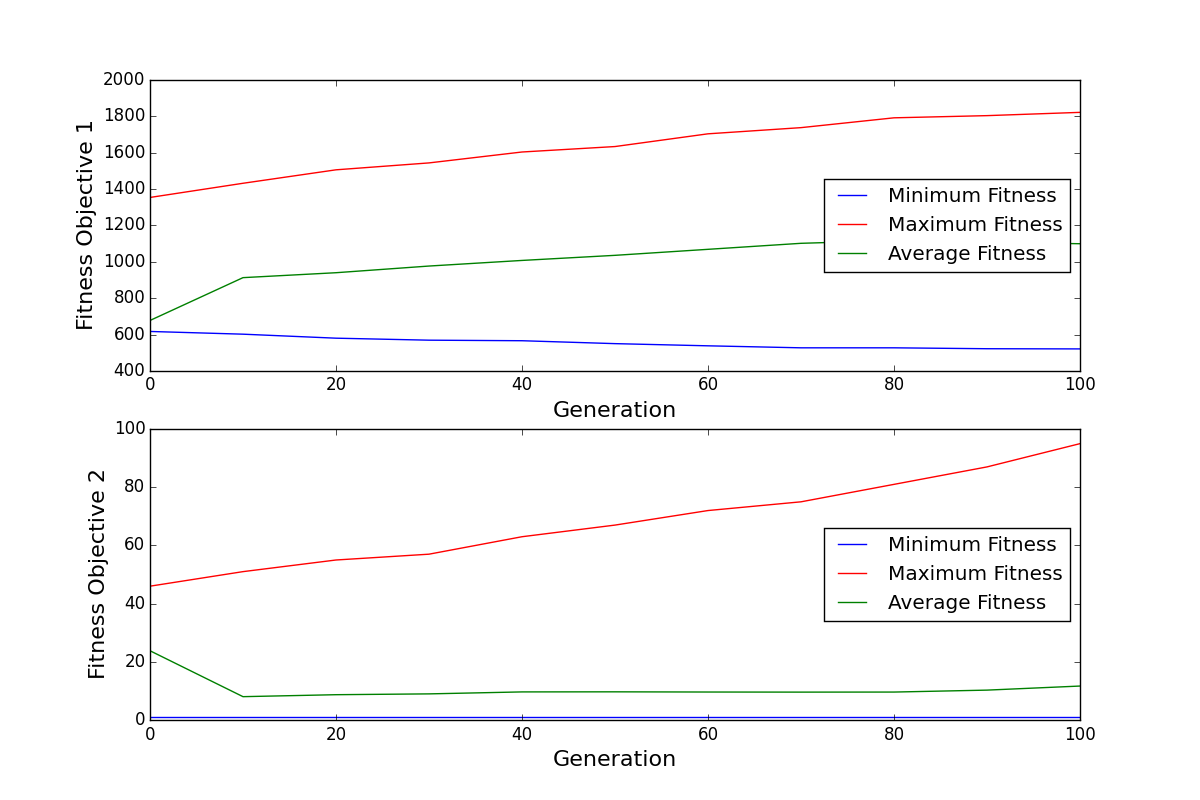 2000
1800
1600
1400
1200
1000
800
600
400
Fitness Objective 1
Minimum Fitness
Maximum Fitness
Average Fitness
0 20 40 60 80 100
Generation
100
80
60
40
20
0
Fitness Objective 2
Minimum Fitness
Maximum Fitness
Average Fitness
0 20 40 60 80 100
Generation